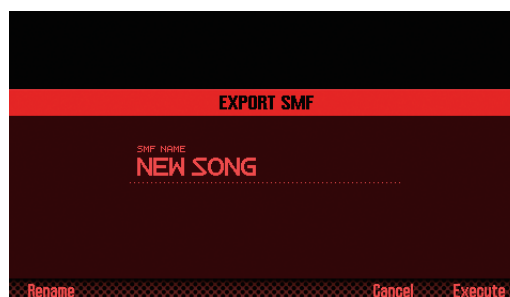 EXPORT SMF
SMF NAME
NEW SONG
Rename Cancel Execute